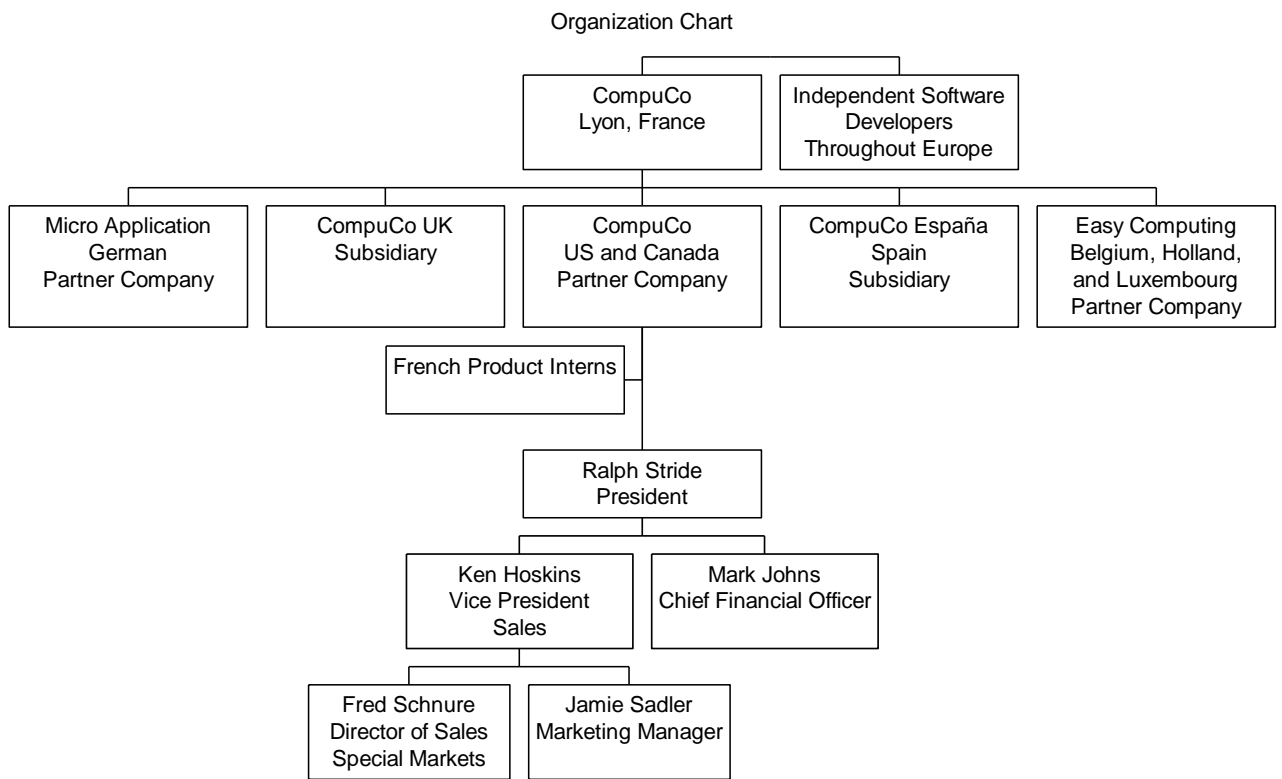 Organization Chart
CompuCo
Lyon, France
Independent Software
Developers
Throughout Europe
Micro Application
German
Partner Company
CompuCo UK
Subsidiary
CompuCo
US and Canada
Partner Company
CompuCo España
Spain
Subsidiary
Easy Computing
Belgium, Holland,
and Luxembourg
Partner Company
French Product Interns
Ralph Stride
President
Ken Hoskins
Vice President
Sales
Mark Johns
Chief Financial Officer
Fred Schnure
Director of Sales
Special Markets
Jamie Sadler
Marketing Manager